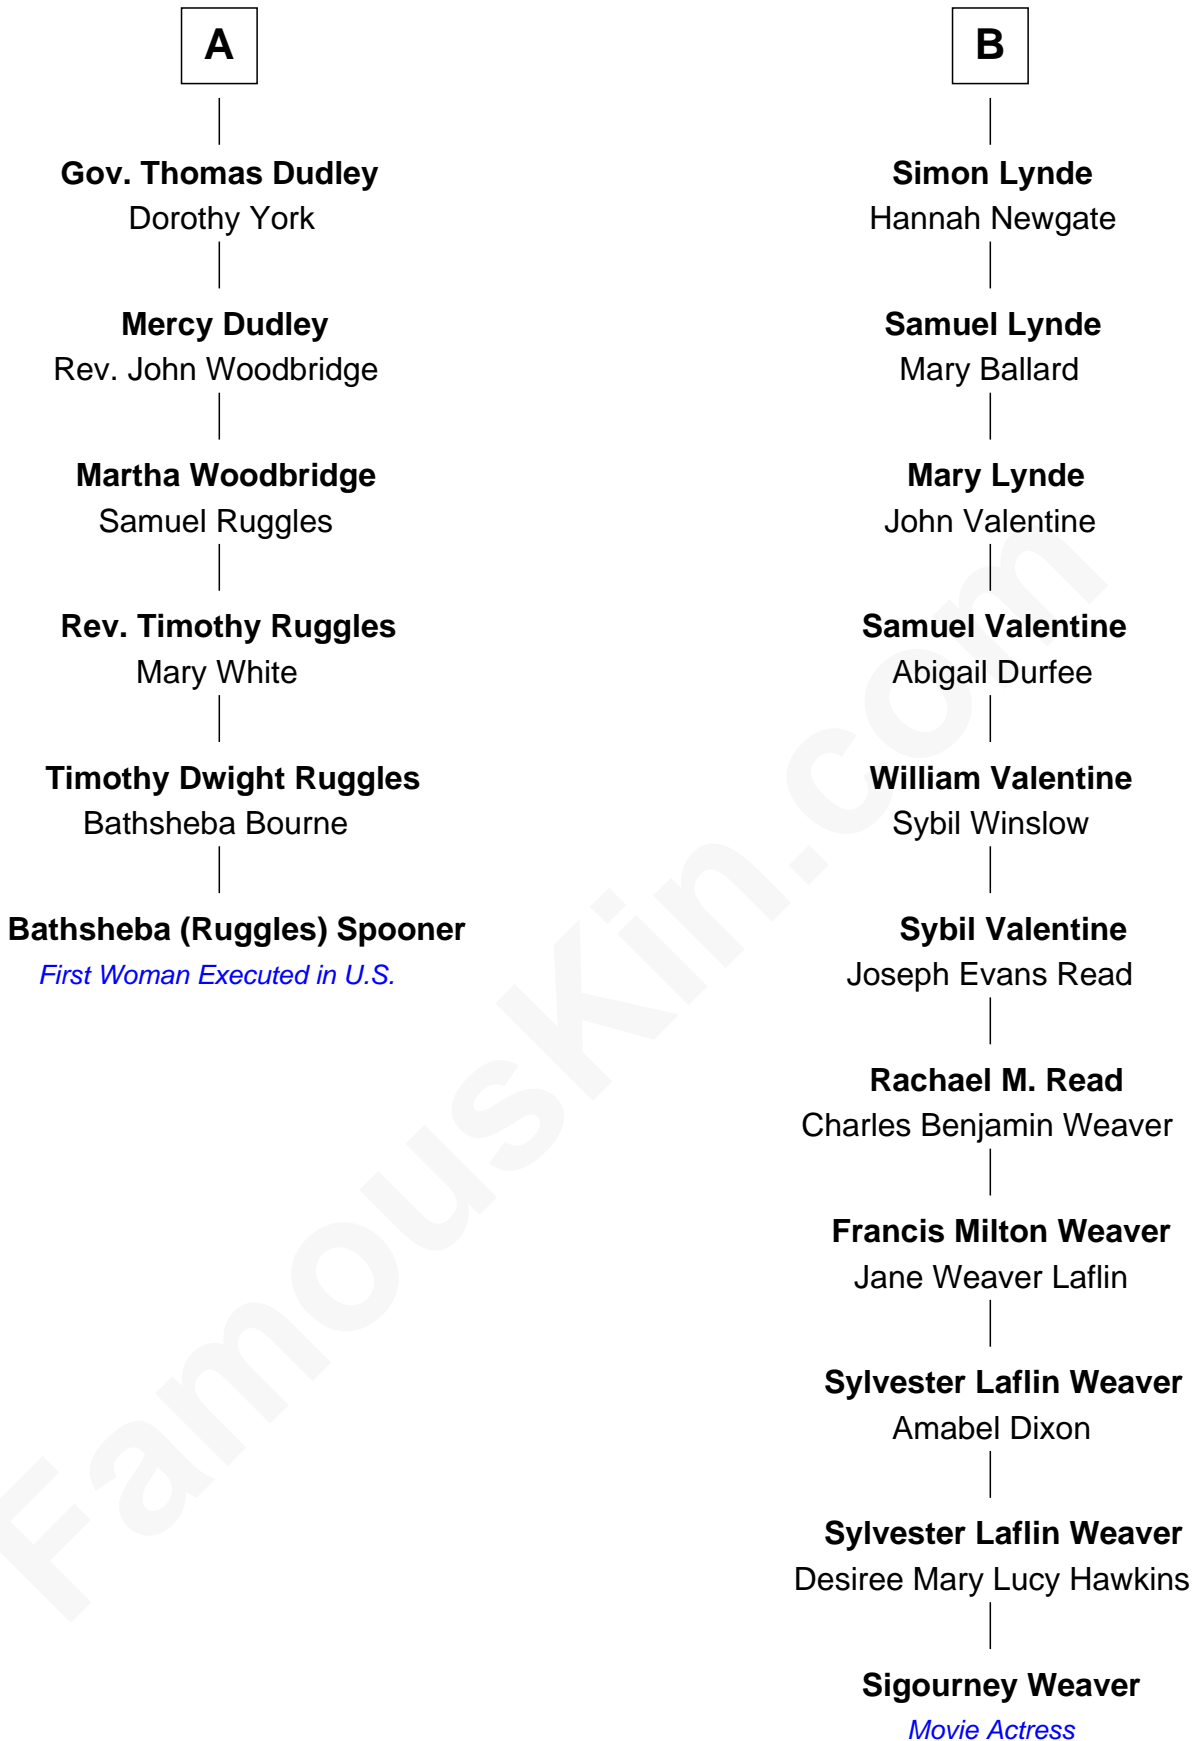 A
Gov. Thomas Dudley
Dorothy York
Mercy Dudley
Rev. John Woodbridge
Martha Woodbridge
Samuel Ruggles
Rev. Timothy Ruggles
Mary White
Timothy Dwight Ruggles
Bathsheba Bourne
Bathsheba (Ruggles) Spooner
First Woman Executed in U.S.
B
Simon Lynde
Hannah Newgate
Samuel Lynde
Mary Ballard
Mary Lynde
John Valentine
Samuel Valentine
Abigail Durfee
William Valentine
Sybil Winslow
Sybil Valentine
Joseph Evans Read
Rachael M. Read
Charles Benjamin Weaver
Francis Milton Weaver
Jane Weaver Laflin
Sylvester Laflin Weaver
Amabel Dixon
Sylvester Laflin Weaver
Desiree Mary Lucy Hawkins
Sigourney Weaver
Movie Actress
FamousKin.com